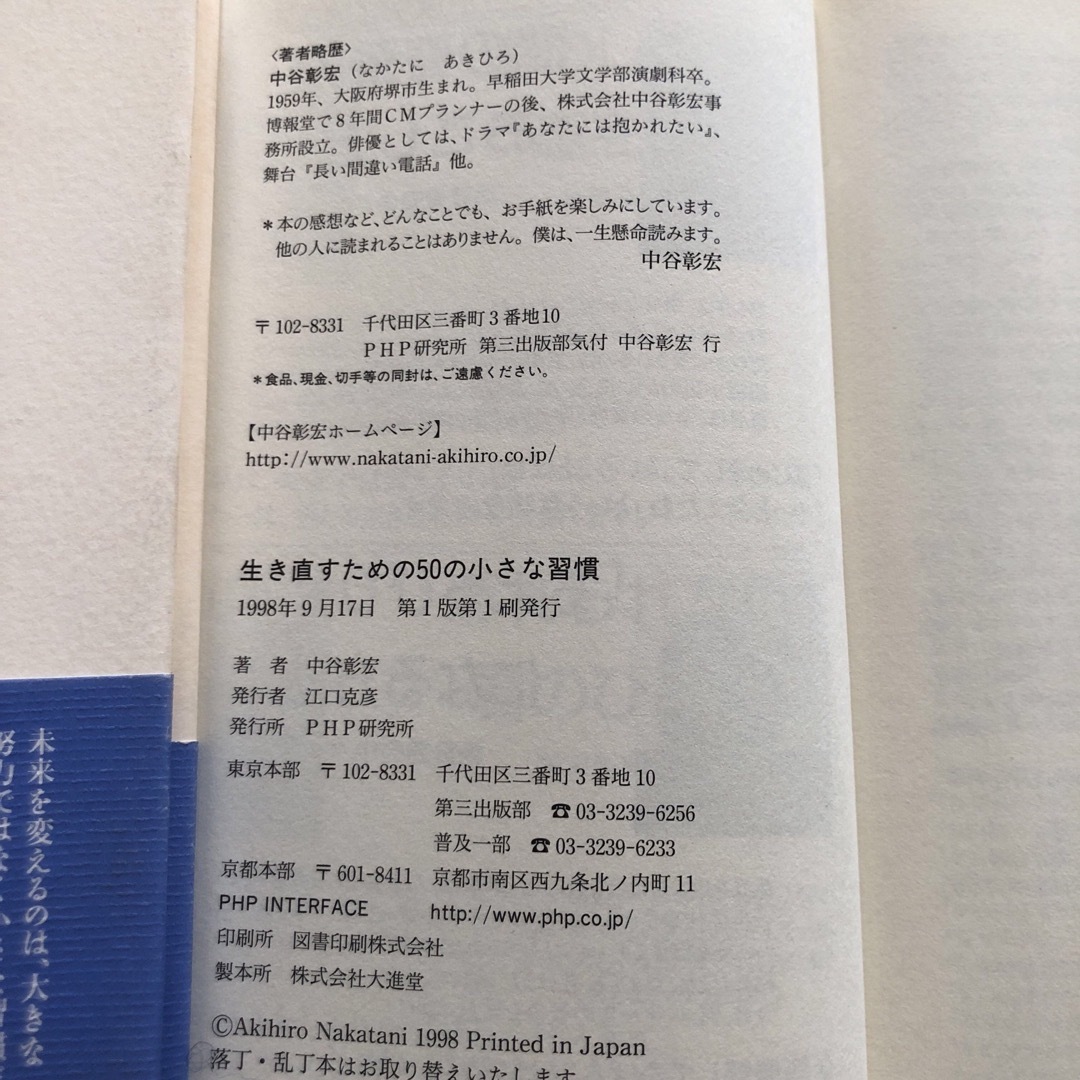 〈著者略歴〉
中谷彰宏（なかたに　あきひろ）
1959年、大阪府堺市生まれ。早稲田大学文学部演劇科卒。
博報堂で８年間ＣＭプランナーの後、株式会社中谷彰宏事
務所設立。俳優としては、ドラマ『あなたには抱かれたい』、
舞台『長い間違い電話』他。
＊本の感想など、どんなことでも、お手紙を楽しみにしています。
他の人に読まれることはありません。僕は、一生懸命読みます。
中谷彰宏
〒102-8331　千代田区三番町３番地10
ＰＨＰ研究所　第三出版部気付　中谷彰宏　行
＊食品、現金、切手等の同封は、ご遠慮ください。
【中谷彰宏ホームページ】
http://www.nakatani-akihiro.co.jp/
生き直すための50の小さな習慣
1998年９月17日　第１版第１刷発行
著　者　中谷彰宏
発行者　江口克彦
発行所　ＰＨＰ研究所
東京本部　〒102-8331　千代田区三番町３番地10
第三出版部　☎03-3239-6256
普及一部　☎03-3239-6233
京都本部　〒601-8411　京都市南区西九条北ノ内町11
PHP INTERFACE　http://www.php.co.jp/
印刷所　図書印刷株式会社
製本所　株式会社大進堂
©Akihiro Nakatani 1998 Printed in Japan
落丁・乱丁本はお取り替えいたします
未来を変えるのは、大きな
努力ではなく